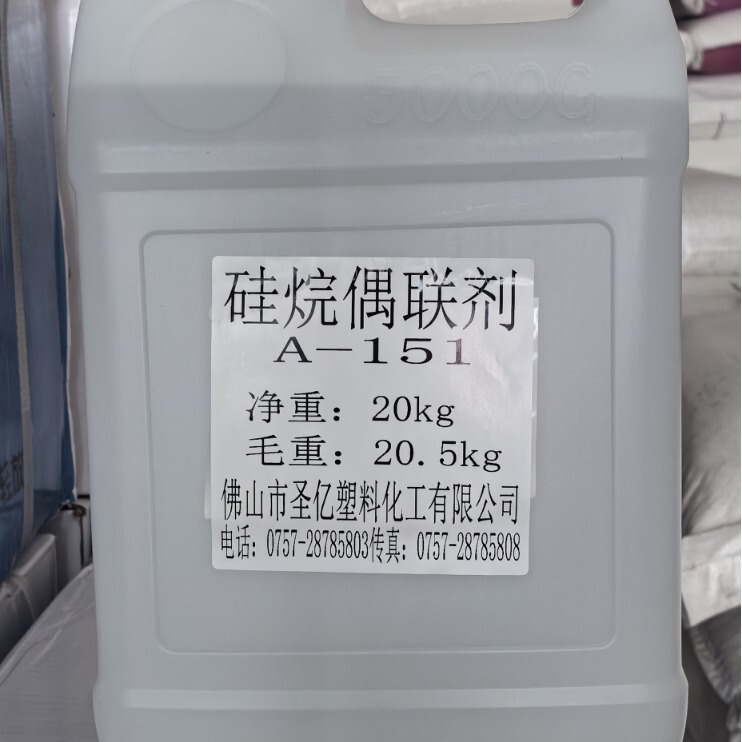 5000G
硅烷偶联剂
A-151
净重：20kg
毛重：20.5kg
佛山市圣亿塑料化工有限公司
电话：0757-28785803传真：0757-28785808